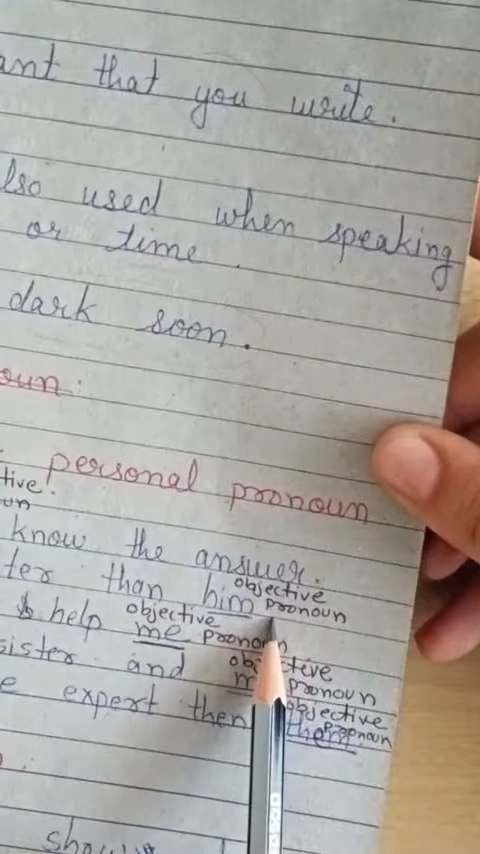 ant that you write.
lso used when speaking
or time.
dark soon.
oun.
personal pronoun.
tive.
know the answer.
ter than him objective pronoun
help me objective pronoun
sister and objective pronoun
e expert then them objective pronoun